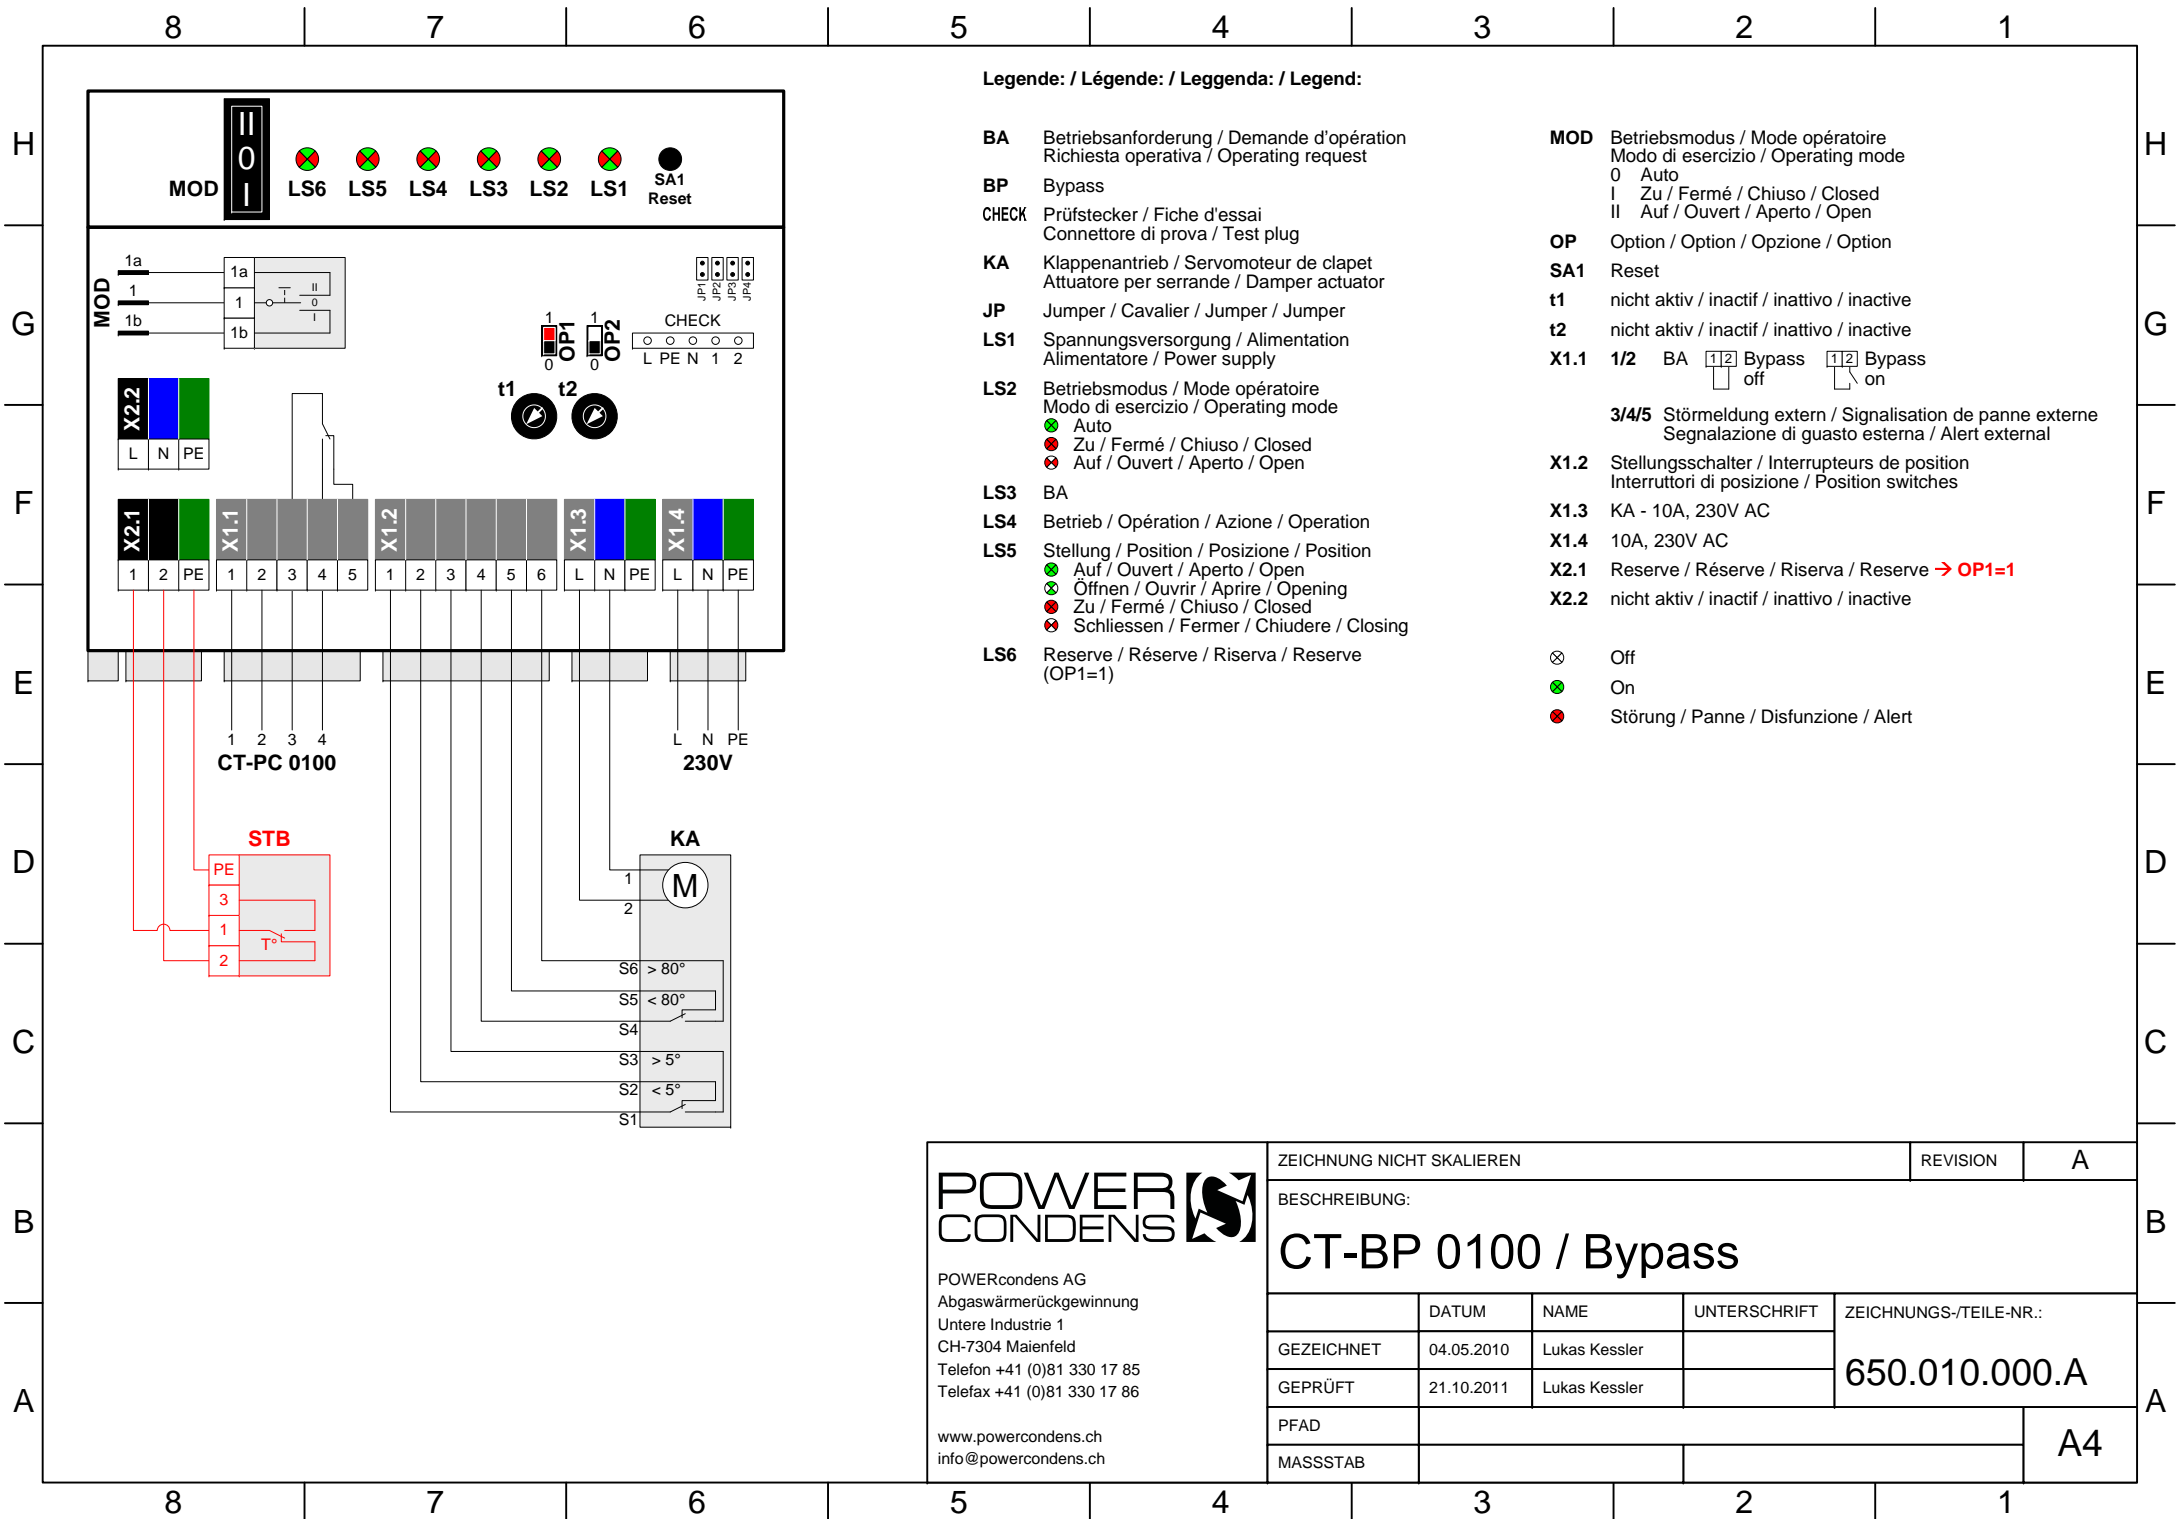 8 7 6 5 4 3 2 1
H
G
F
E
D
C
B
A
MOD
II
0
I
LS6 LS5 LS4 LS3 LS2 LS1
SA1
Reset
MOD
1a
1
1b
1a
1
1b
II
0
I
JP1 JP2 JP3 JP4
1 OP1 0
1 OP2 0
CHECK
L PE N 1 2
t1 t2
X2.2
L N PE
X2.1 X1.1 X1.2 X1.3 X1.4
1 2 PE 1 2 3 4 5 1 2 3 4 5 6 L N PE L N PE
1 2 3 4
CT-PC 0100
L N PE
230V
STB
PE
3
1
2
T°
KA
M
1
2
S6 > 80°
S5 < 80°
S4
S3 > 5°
S2 < 5°
S1
Legende: / Légende: / Leggenda: / Legend:
BA Betriebsanforderung / Demande d'opération
Richiesta operativa / Operating request
BP Bypass
CHECK Prüfstecker / Fiche d'essai
Connettore di prova / Test plug
KA Klappenantrieb / Servomoteur de clapet
Attuatore per serrande / Damper actuator
JP Jumper / Cavalier / Jumper / Jumper
LS1 Spannungsversorgung / Alimentation
Alimentatore / Power supply
LS2 Betriebsmodus / Mode opératoire
Modo di esercizio / Operating mode
Auto
Zu / Fermé / Chiuso / Closed
Auf / Ouvert / Aperto / Open
LS3 BA
LS4 Betrieb / Opération / Azione / Operation
LS5 Stellung / Position / Posizione / Position
Auf / Ouvert / Aperto / Open
Öffnen / Ouvrir / Aprire / Opening
Zu / Fermé / Chiuso / Closed
Schliessen / Fermer / Chiudere / Closing
LS6 Reserve / Réserve / Riserva / Reserve
(OP1=1)
MOD Betriebsmodus / Mode opératoire
Modo di esercizio / Operating mode
0 Auto
I Zu / Fermé / Chiuso / Closed
II Auf / Ouvert / Aperto / Open
OP Option / Option / Opzione / Option
SA1 Reset
t1 nicht aktiv / inactif / inattivo / inactive
t2 nicht aktiv / inactif / inattivo / inactive
X1.1 1/2 BA 1 2 Bypass 1 2 Bypass
off on
3/4/5 Störmeldung extern / Signalisation de panne externe
Segnalazione di guasto esterna / Alert external
X1.2 Stellungsschalter / Interrupteurs de position
Interruttori di posizione / Position switches
X1.3 KA - 10A, 230V AC
X1.4 10A, 230V AC
X2.1 Reserve / Réserve / Riserva / Reserve → OP1=1
X2.2 nicht aktiv / inactif / inattivo / inactive
Off
On
Störung / Panne / Disfunzione / Alert
POWER
CONDENS
POWERcondens AG
Abgaswärmerückgewinnung
Untere Industrie 1
CH-7304 Maienfeld
Telefon +41 (0)81 330 17 85
Telefax +41 (0)81 330 17 86
www.powercondens.ch
info@powercondens.ch
ZEICHNUNG NICHT SKALIEREN REVISION A
BESCHREIBUNG:
CT-BP 0100 / Bypass
DATUM NAME UNTERSCHRIFT ZEICHNUNGS-/TEILE-NR.:
GEZEICHNET 04.05.2010 Lukas Kessler
GEPRÜFT 21.10.2011 Lukas Kessler
650.010.000.A
PFAD
MASSSTAB
A4
H
G
F
E
D
C
B
A
8 7 6 5 4 3 2 1